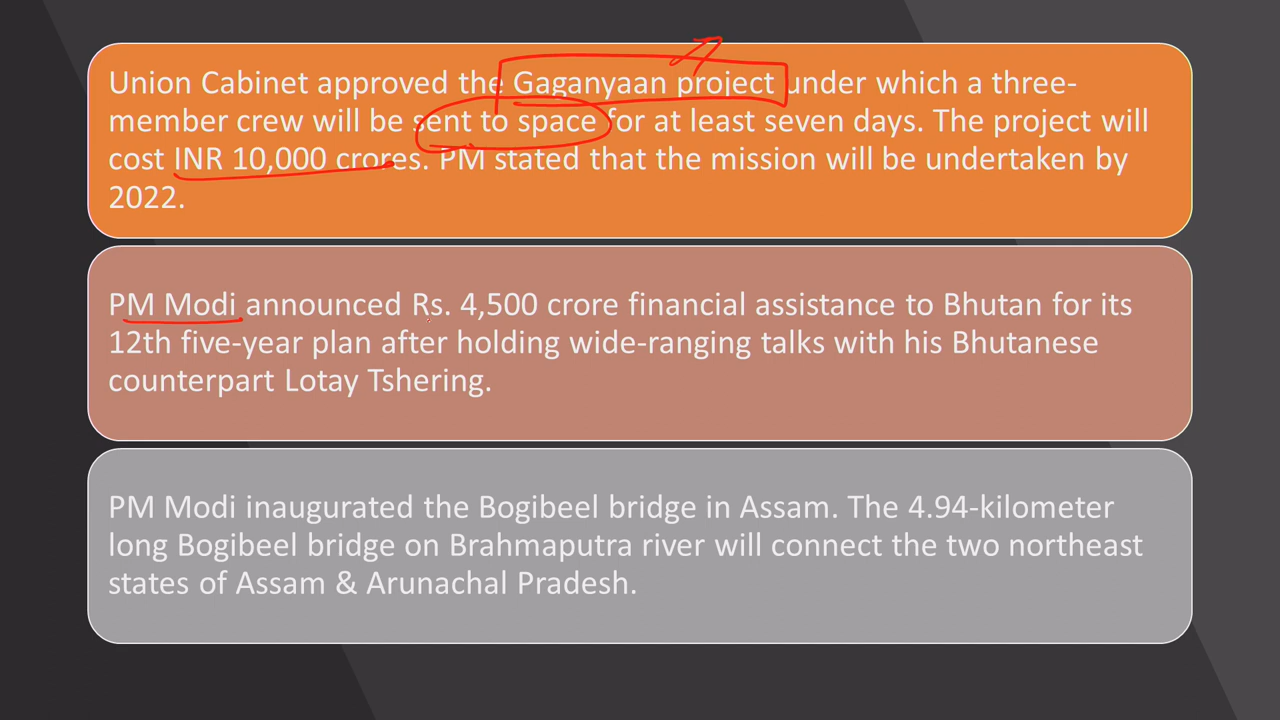 Union Cabinet approved the Gaganyaan project under which a three-
member crew will be sent to space for at least seven days. The project will
cost INR 10,000 crores. PM stated that the mission will be undertaken by
2022.
PM Modi announced Rs. 4,500 crore financial assistance to Bhutan for its
12th five-year plan after holding wide-ranging talks with his Bhutanese
counterpart Lotay Tshering.
PM Modi inaugurated the Bogibeel bridge in Assam. The 4.94-kilometer
long Bogibeel bridge on Brahmaputra river will connect the two northeast
states of Assam & Arunachal Pradesh.